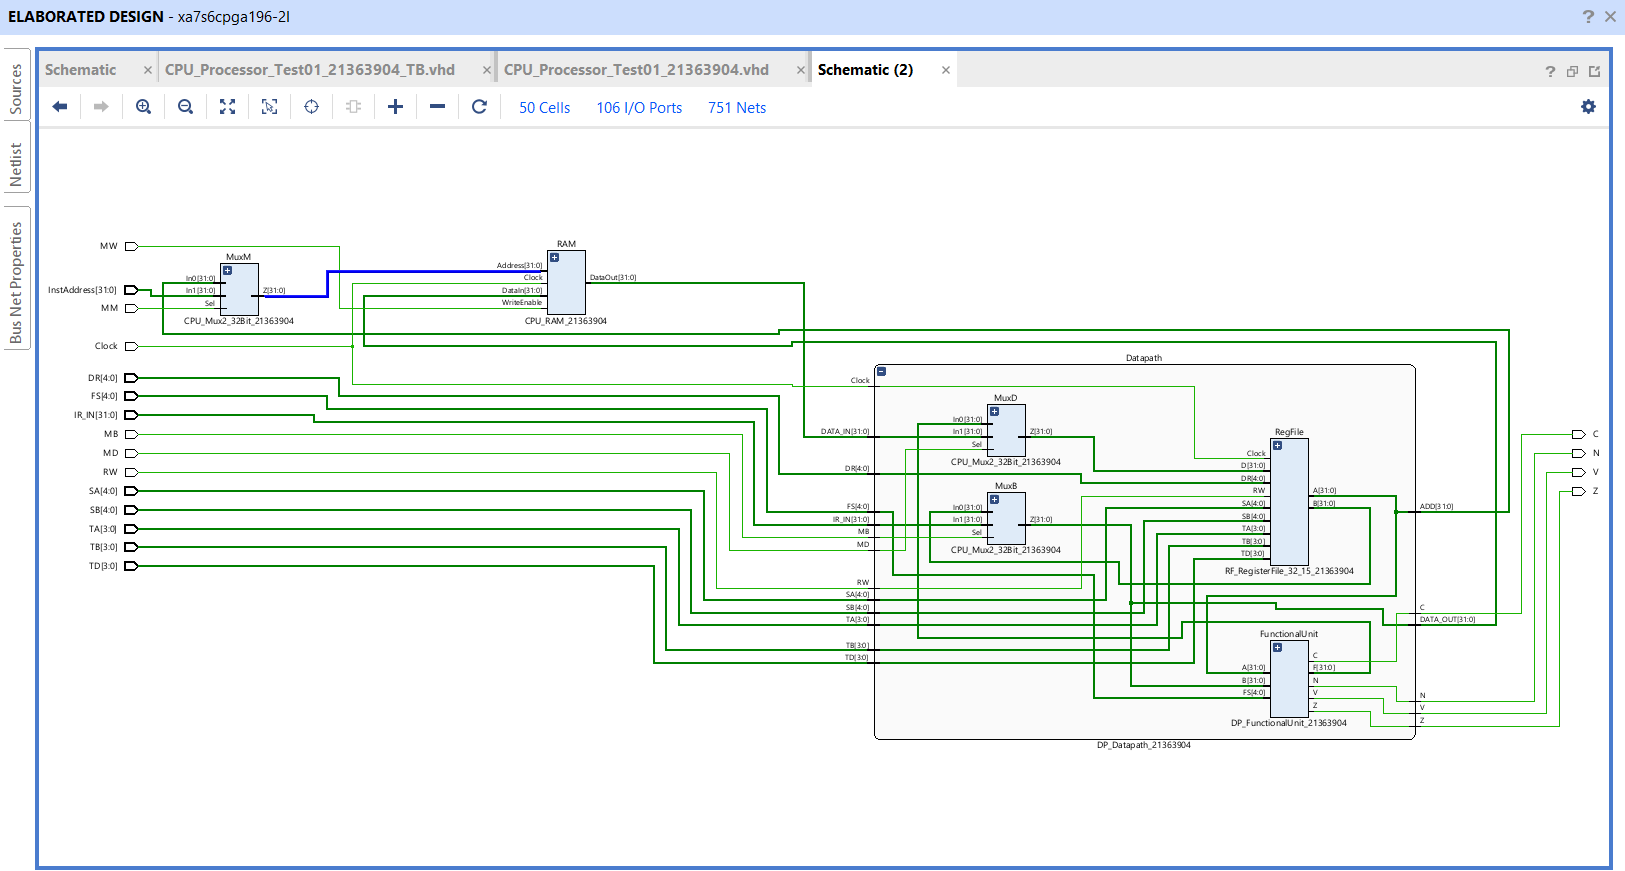 ELABORATED DESIGN - xa7s6cpga196-2I
Sources
Netlist
Bus Net Properties
Schematic
CPU_Processor_Test01_21363904_TB.vhd
CPU_Processor_Test01_21363904.vhd
Schematic (2)
50 Cells
106 I/O Ports
751 Nets
MW
InstAddress[31:0]
MM
Clock
DR[4:0]
FS[4:0]
IR_IN[31:0]
MB
MD
RW
SA[4:0]
SB[4:0]
TA[3:0]
TB[3:0]
TD[3:0]
MuxM
In0[31:0]
In1[31:0]
Sel
Z[31:0]
CPU_Mux2_32Bit_21363904
RAM
Address[31:0]
Clock
DataIn[31:0]
WriteEnable
DataOut[31:0]
CPU_RAM_21363904
Datapath
Clock
DATA_IN[31:0]
DR[4:0]
FS[4:0]
IR_IN[31:0]
MB
MD
RW
SA[4:0]
SB[4:0]
TA[3:0]
TB[3:0]
TD[3:0]
MuxD
In0[31:0]
In1[31:0]
Sel
Z[31:0]
CPU_Mux2_32Bit_21363904
MuxB
In0[31:0]
In1[31:0]
Sel
Z[31:0]
CPU_Mux2_32Bit_21363904
RegFile
Clock
D[31:0]
DR[4:0]
RW
SA[4:0]
SB[4:0]
TA[3:0]
TB[3:0]
TD[3:0]
A[31:0]
B[31:0]
RF_RegisterFile_32_15_21363904
FunctionalUnit
A[31:0]
B[31:0]
FS[4:0]
C
F[31:0]
N
V
Z
DP_FunctionalUnit_21363904
ADD[31:0]
C
DATA_OUT[31:0]
N
V
Z
DP_Datapath_21363904
C
N
V
Z